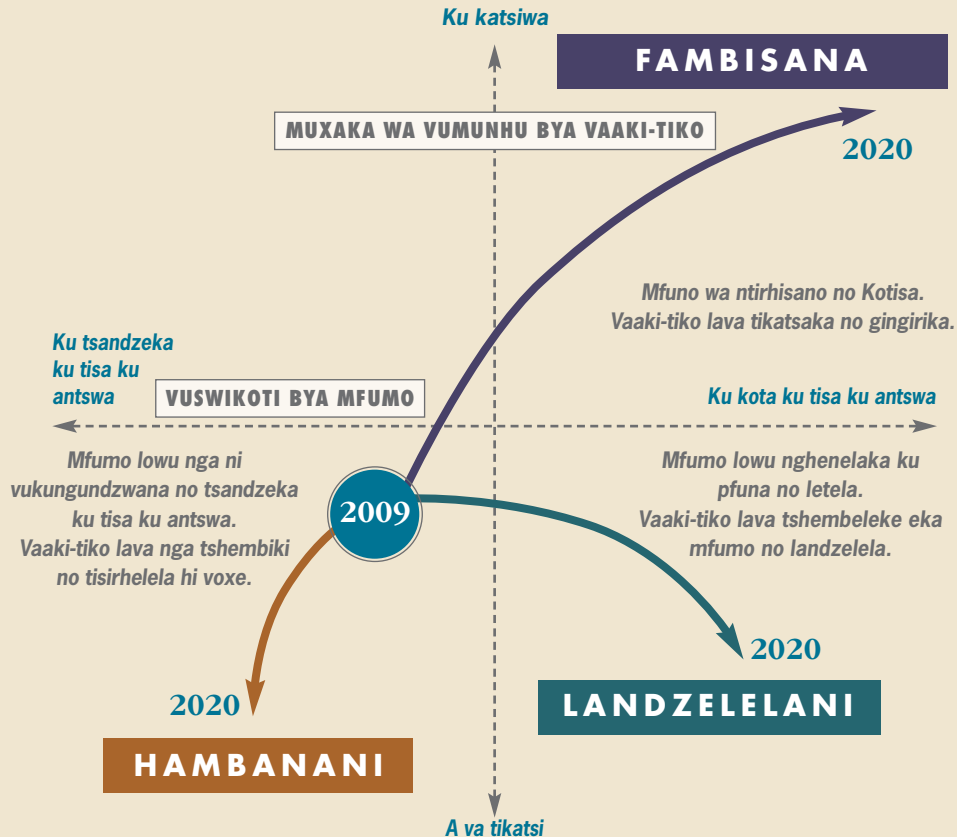 Ku katsiwa
FAMBISANA
MUXAKA WA VUMUNHU BYA VAAKI-TIKO
2020
Mfuno wa ntirhisano no Kotisa.
Vaaki-tiko lava tikatsaka no gingirika.
Ku tsandzeka
ku tisa ku
antswa
VUSWIKOTI BYA MFUMO
Ku kota ku tisa ku antswa
Mfumo lowu nga ni
vukungundzwana no tsandzeka
ku tisa ku antswa.
Vaaki-tiko lava nga tshembiki
no tisirhelela hi voxe.
2009
Mfumo lowu nghenelaka ku
pfuna no letela.
Vaaki-tiko lava tshembeleke eka
mfumo no landzelela.
2020
LANDZELELANI
2020
HAMBANANI
A va tikatsi